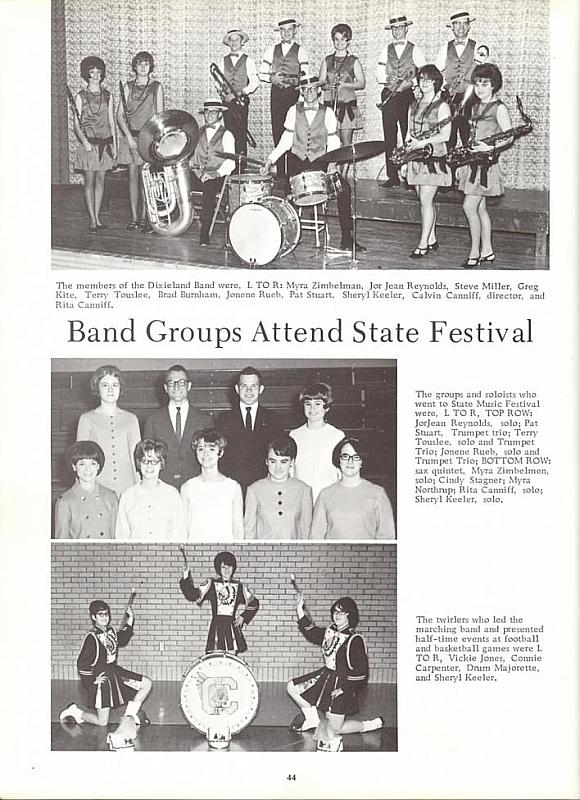 The members of the Dixieland Band were, L TO R: Myra Zimbelman, Jor Jean Reynolds, Steve Miller, Greg
Kite, Terry Touslee, Brad Burnham, Jonene Rueb, Pat Stuart, Sheryl Keeler, Calvin Canniff, director, and
Rita Canniff.
Band Groups Attend State Festival
The groups and soloists who
went to State Music Festival
were, L TO R, TOP ROW:
JorJean Reynolds, solo; Pat
Stuart, Trumpet trio; Terry
Touslee, solo and Trumpet
Trio; Jonene Rueb, solo and
Trumpet Trio; BOTTOM ROW:
sax quintet, Myra Zimbelmen,
solo; Cindy Stagner; Myra
Northrup; Rita Canniff, solo;
Sheryl Keeler, solo.
C
The twirlers who led the
marching band and presented
half-time events at football
and basketball games were L
TO R, Vickie Jones, Connie
Carpenter, Drum Majorette,
and Sheryl Keeler.
44